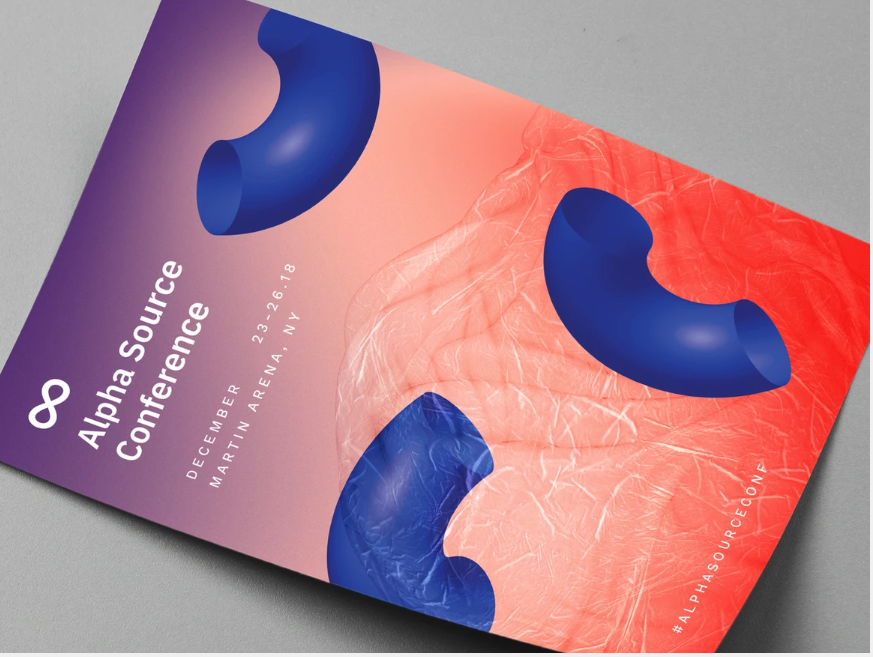 Alpha Source
Conference
DECEMBER 23-26.18
MARTIN ARENA, NY
#ALPHASOURCECONF